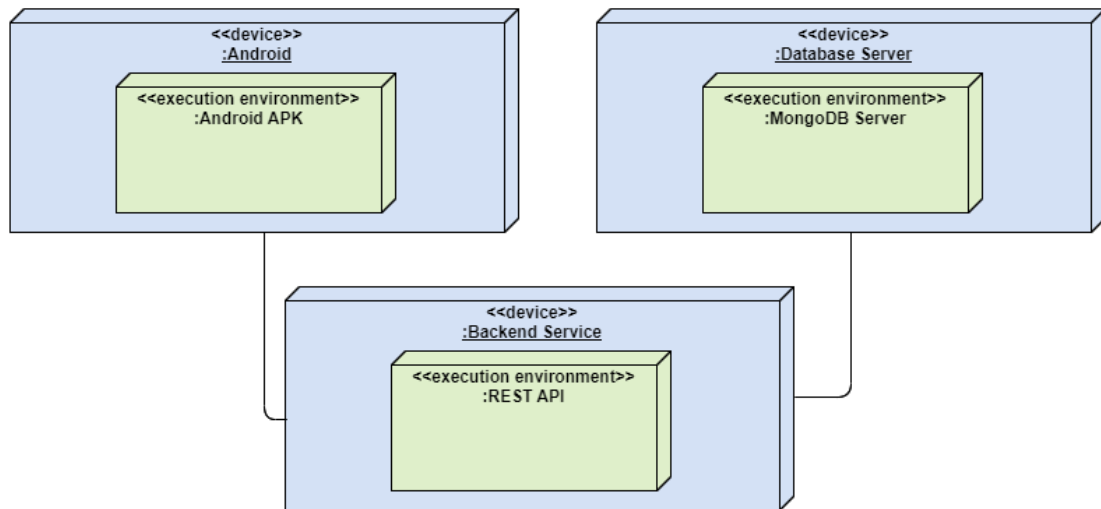 <<device>>
:Android
<<execution environment>>
:Android APK
<<device>>
:Database Server
<<execution environment>>
:MongoDB Server
<<device>>
:Backend Service
<<execution environment>>
:REST API